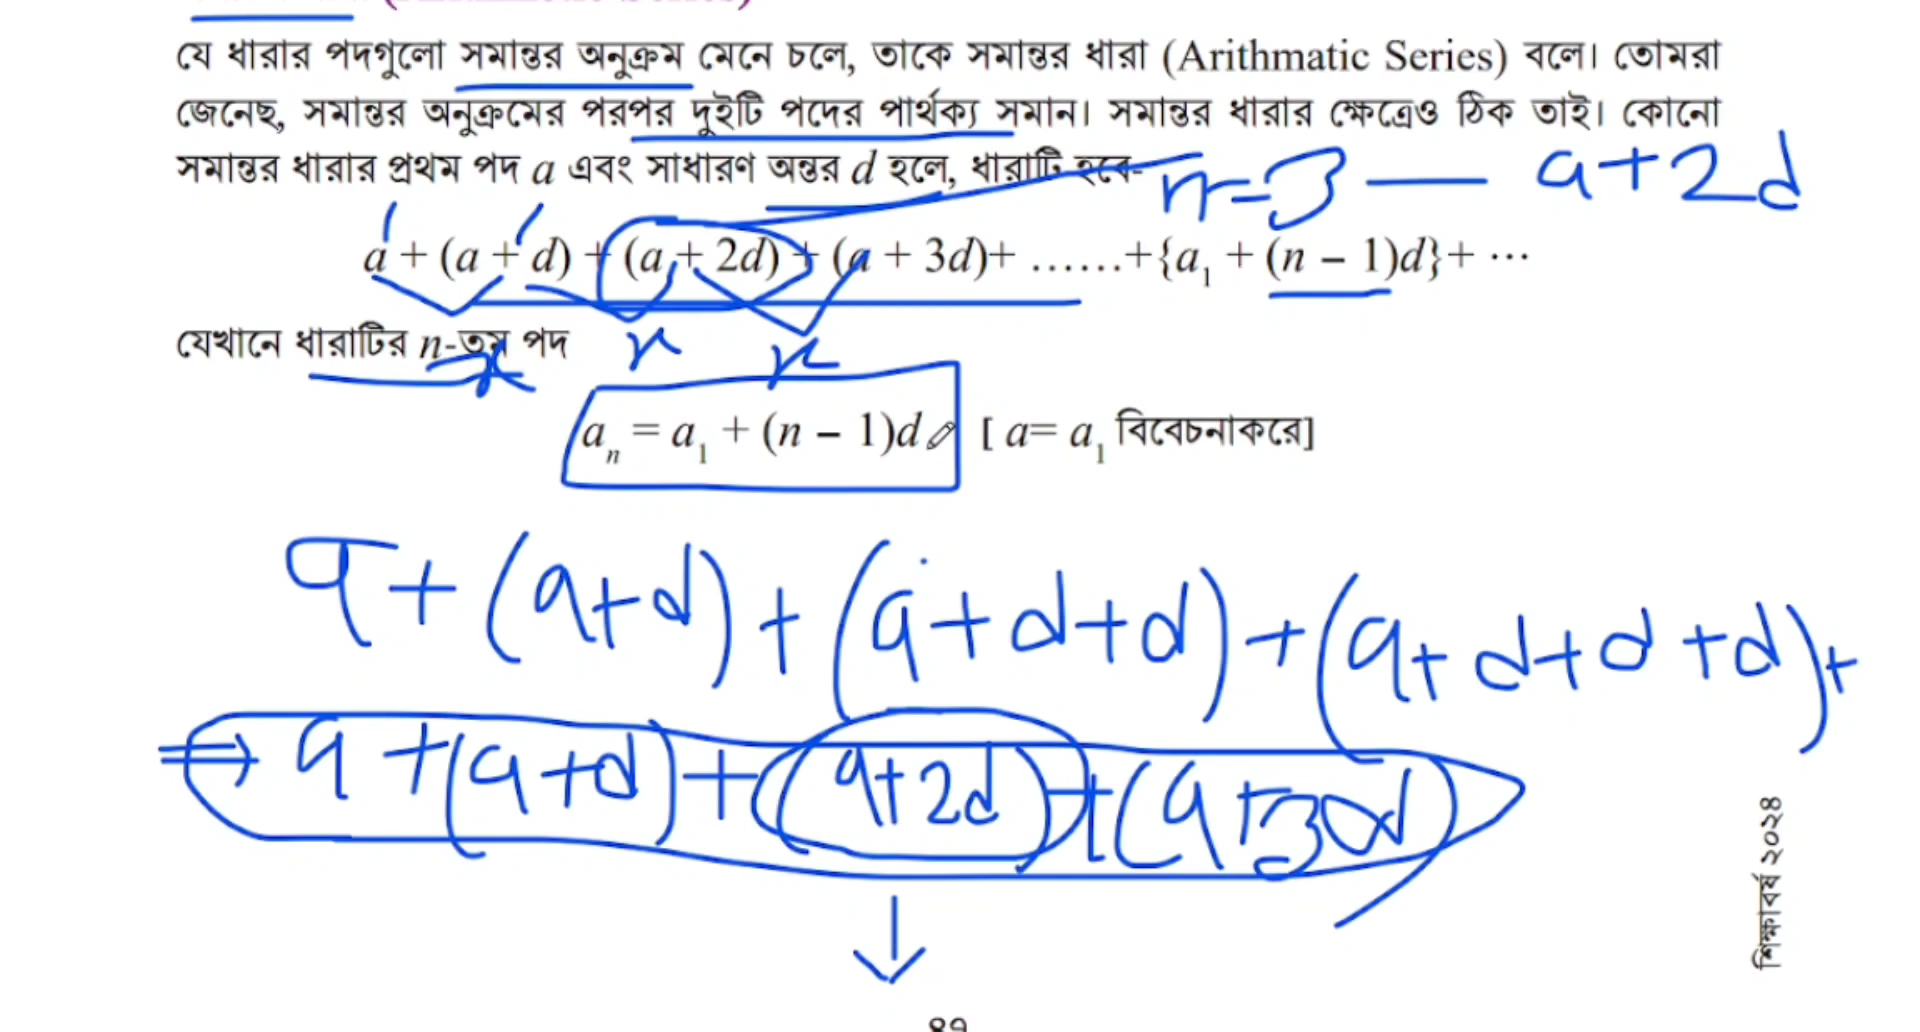 (Arithmetic Series)
যে ধারার পদগুলো সমান্তর অনুক্রম মেনে চলে, তাকে সমান্তর ধারা (Arithmatic Series) বলে। তোমরা
জেনেছ, সমান্তর অনুক্রমের পরপর দুইটি পদের পার্থক্য সমান। সমান্তর ধারার ক্ষেত্রেও ঠিক তাই। কোনো
সমান্তর ধারার প্রথম পদ a এবং সাধারণ অন্তর d হলে, ধারাটি হবে-
n=3 — a+2d
a + (a + d) + (a + 2d) + (a + 3d)+ ……+{a₁ + (n – 1)d}+ ⋯
যেখানে ধারাটির n-তম পদ
aₙ = a₁ + (n – 1)d [ a= a₁ বিবেচনাকরে]
a + (a+d) + (a+d+d) + (a+d+d+d)+
⇒ a + (a+d) + (a+2d) + (a+3d)
শিক্ষাবর্ষ ২০২৪